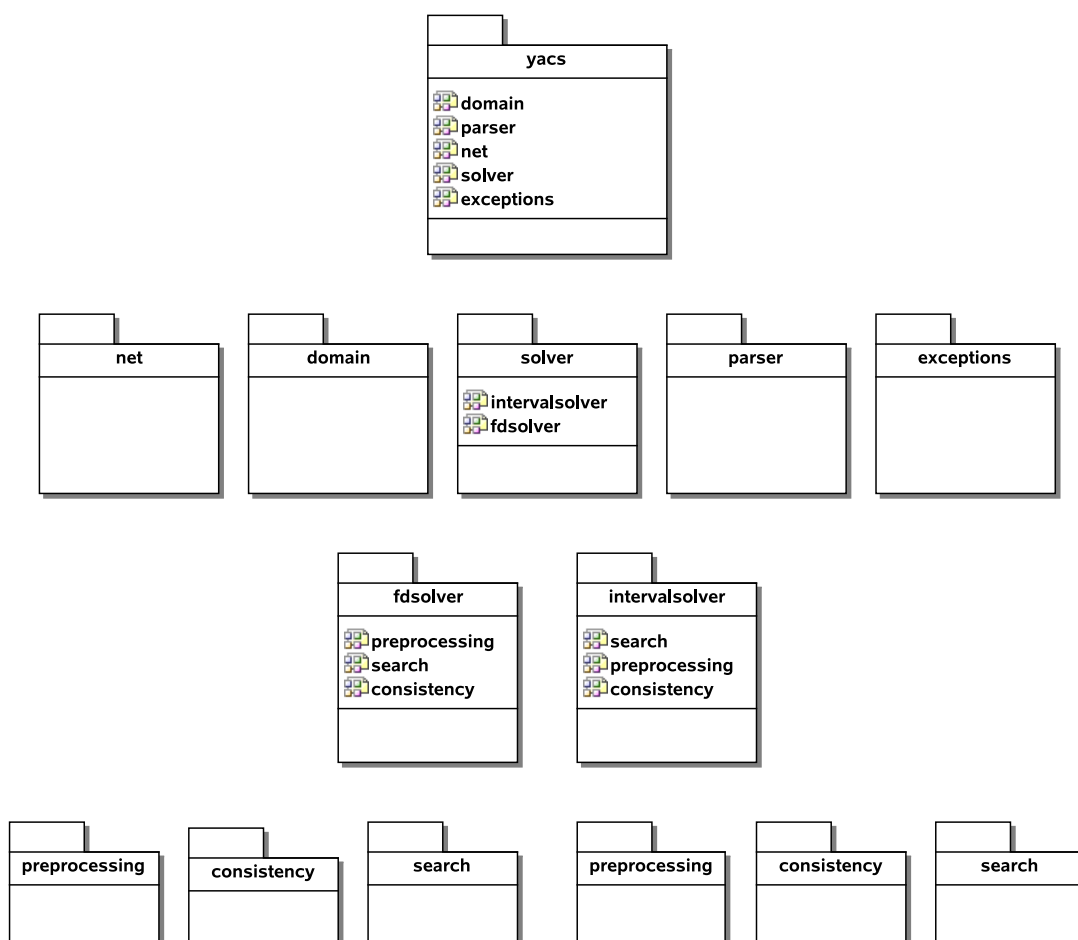 yacs
domain
parser
net
solver
exceptions
net
domain
solver
intervalsolver
fdsolver
parser
exceptions
fdsolver
preprocessing
search
consistency
intervalsolver
search
preprocessing
consistency
preprocessing
consistency
search
preprocessing
consistency
search